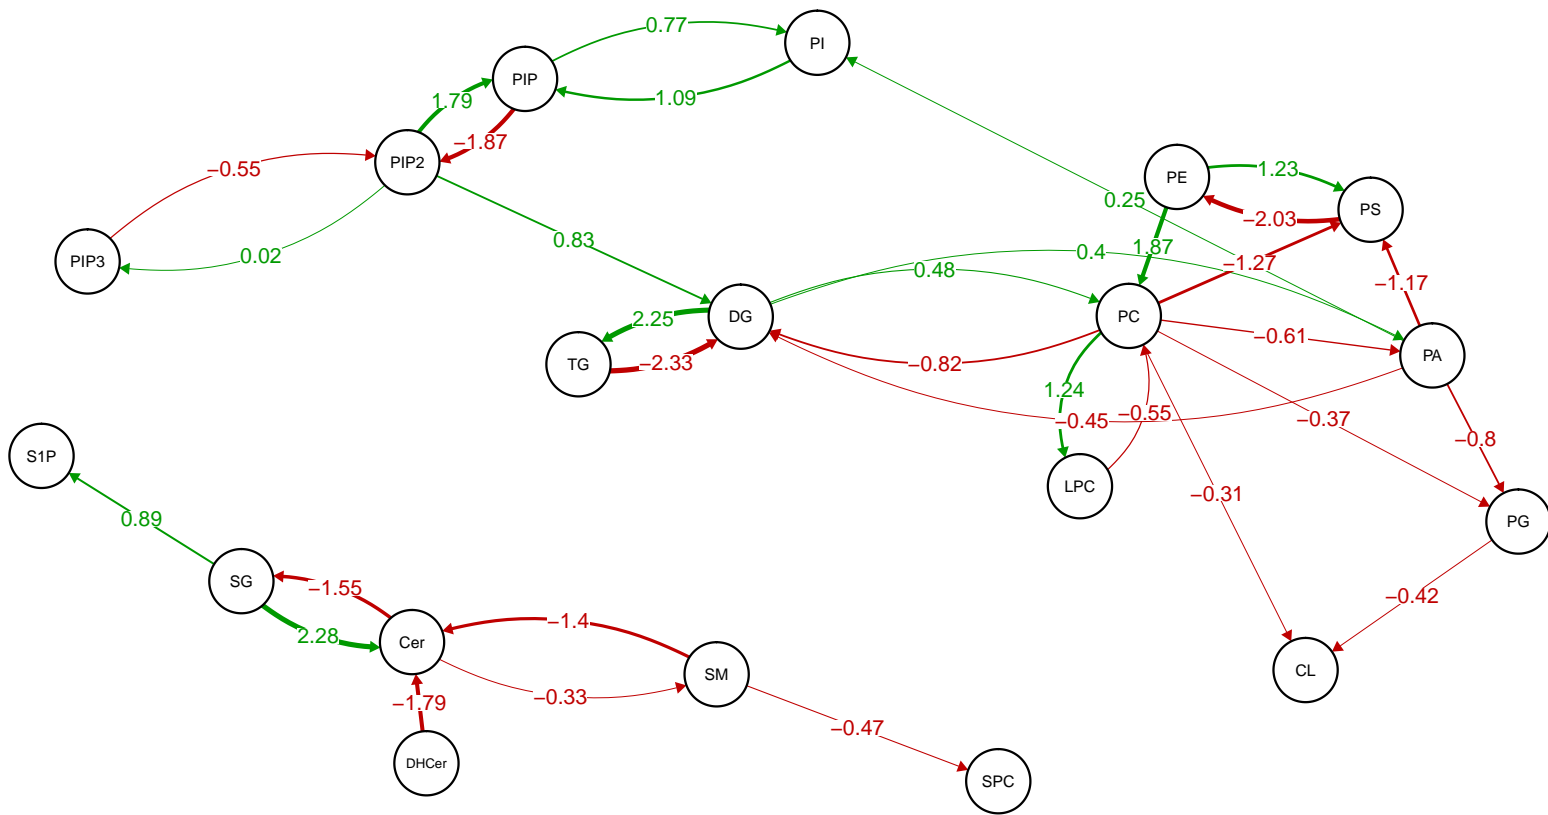 0.77
PI
PIP
1.79
1.09
−1.87
PIP2
−0.55
PE
1.23
0.25
PS
−2.03
0.83
1.87
0.4
PIP3
0.02
−1.27
0.48
−1.17
DG
PC
2.25
−0.61
PA
TG
−2.33
−0.82
1.24
−0.55
−0.45
−0.37
−0.8
S1P
LPC
−0.31
0.89
PG
SG
−1.55
−0.42
2.28
−1.4
Cer
CL
SM
−0.33
−1.79
−0.47
DHCer
SPC